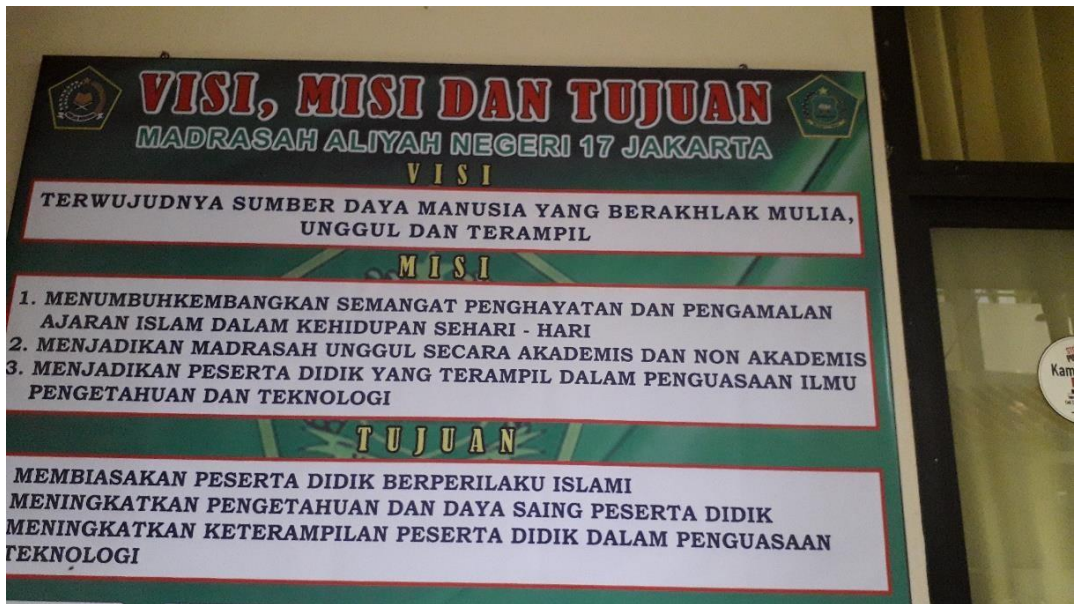 VISI, MISI DAN TUJUAN
MADRASAH ALIYAH NEGERI 17 JAKARTA
VISI
TERWUJUDNYA SUMBER DAYA MANUSIA YANG BERAKHLAK MULIA,
UNGGUL DAN TERAMPIL
MISI
1. MENUMBUHKEMBANGKAN SEMANGAT PENGHAYATAN DAN PENGAMALAN
AJARAN ISLAM DALAM KEHIDUPAN SEHARI - HARI
2. MENJADIKAN MADRASAH UNGGUL SECARA AKADEMIS DAN NON AKADEMIS
3. MENJADIKAN PESERTA DIDIK YANG TERAMPIL DALAM PENGUASAAN ILMU
PENGETAHUAN DAN TEKNOLOGI
TUJUAN
MEMBIASAKAN PESERTA DIDIK BERPERILAKU ISLAMI
MENINGKATKAN PENGETAHUAN DAN DAYA SAING PESERTA DIDIK
MENINGKATKAN KETERAMPILAN PESERTA DIDIK DALAM PENGUASAAN
TEKNOLOGI